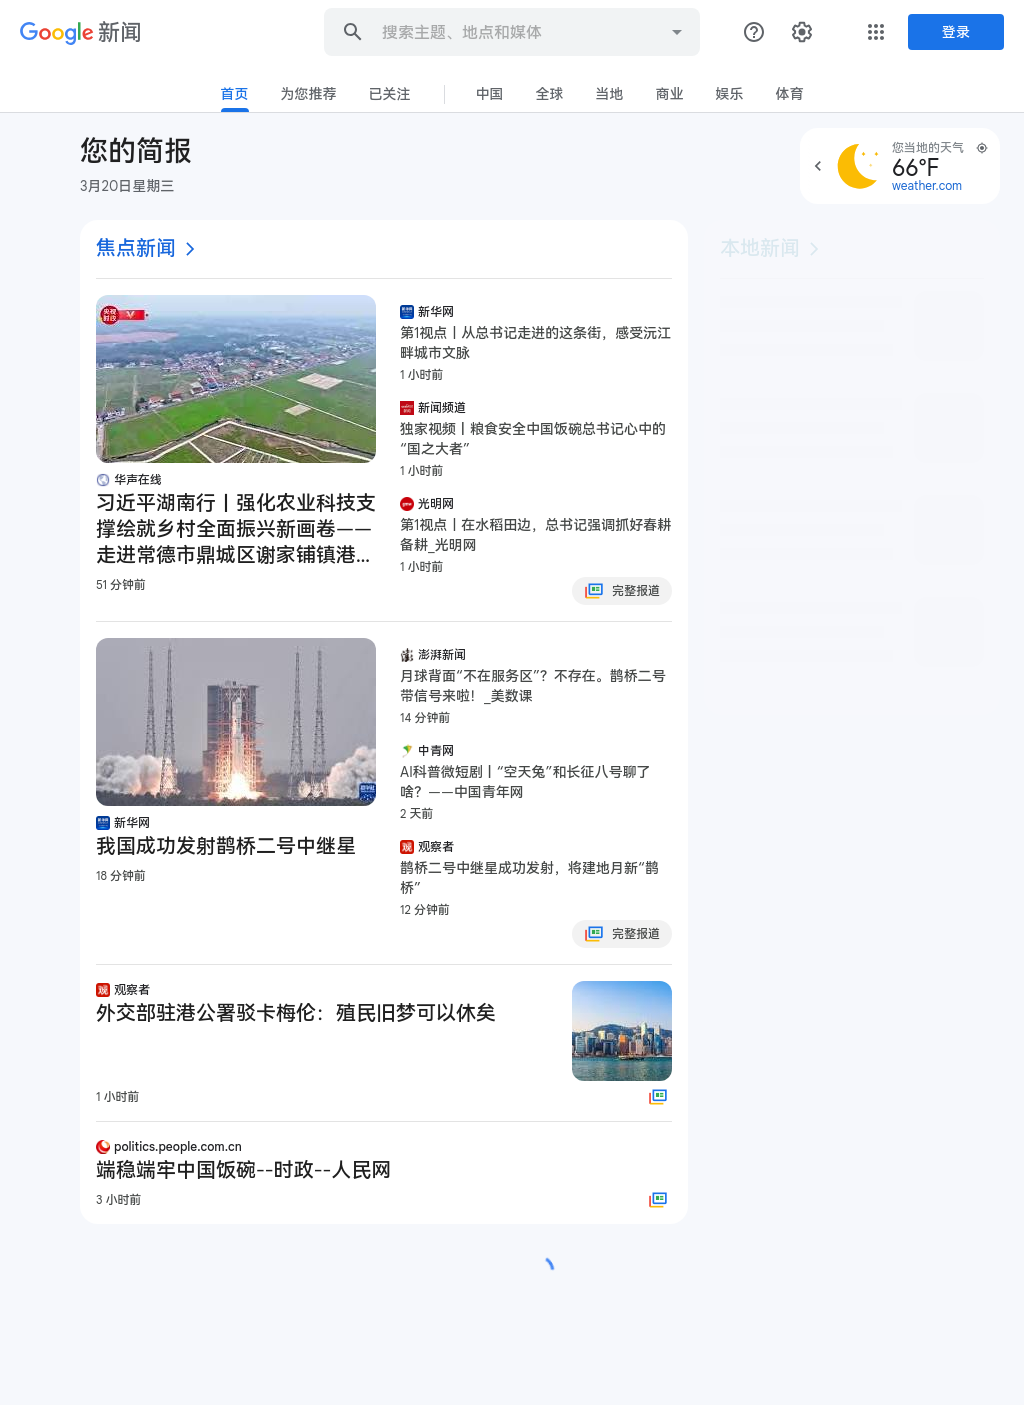 Google 新闻
搜索主题、地点和媒体
登录
首页
为您推荐
已关注
中国
全球
当地
商业
娱乐
体育
您的简报
3月20日星期三
您当地的天气
66°F
weather.com
焦点新闻
本地新闻
央视
时政
华声在线
习近平湖南行丨强化农业科技支
撑绘就乡村全面振兴新画卷——
走进常德市鼎城区谢家铺镇港...
51 分钟前
新华网
第1视点丨从总书记走进的这条街，感受沅江
畔城市文脉
1 小时前
新闻频道
独家视频丨粮食安全中国饭碗总书记心中的
“国之大者”
1 小时前
光明网
第1视点丨在水稻田边，总书记强调抓好春耕
备耕_光明网
1 小时前
完整报道
新华网
我国成功发射鹊桥二号中继星
18 分钟前
澎湃新闻
月球背面“不在服务区”？不存在。鹊桥二号
带信号来啦！_美数课
14 分钟前
中青网
AI科普微短剧丨“空天兔”和长征八号聊了
啥？——中国青年网
2 天前
观察者
鹊桥二号中继星成功发射，将建地月新“鹊
桥”
12 分钟前
完整报道
观察者
外交部驻港公署驳卡梅伦：殖民旧梦可以休矣
1 小时前
politics.people.com.cn
端稳端牢中国饭碗--时政--人民网
3 小时前